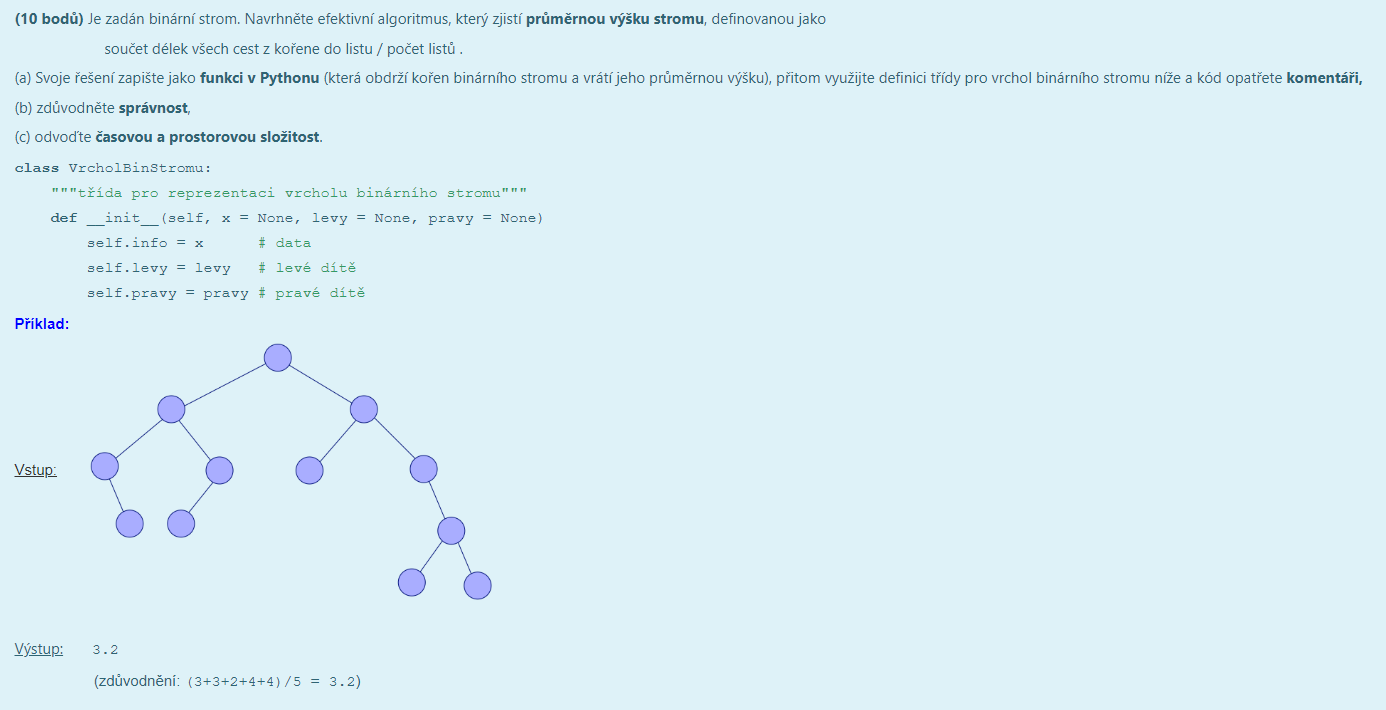 (10 bodů) Je zadán binární strom. Navrhněte efektivní algoritmus, který zjistí průměrnou výšku stromu, definovanou jako
součet délek všech cest z kořene do listu / počet listů .
(a) Svoje řešení zapište jako funkci v Pythonu (která obdrží kořen binárního stromu a vrátí jeho průměrnou výšku), přitom využijte definici třídy pro vrchol binárního stromu níže a kód opatřete komentáři,
(b) zdůvodněte správnost,
(c) odvoďte časovou a prostorovou složitost.
class VrcholBinStromu:
    """třída pro reprezentaci vrcholu binárního stromu"""
    def __init__(self, x = None, levy = None, pravy = None)
        self.info = x      # data
        self.levy = levy   # levé dítě
        self.pravy = pravy # pravé dítě
Příklad:
Vstup:
Výstup: 3.2
(zdůvodnění: (3+3+2+4+4)/5 = 3.2)